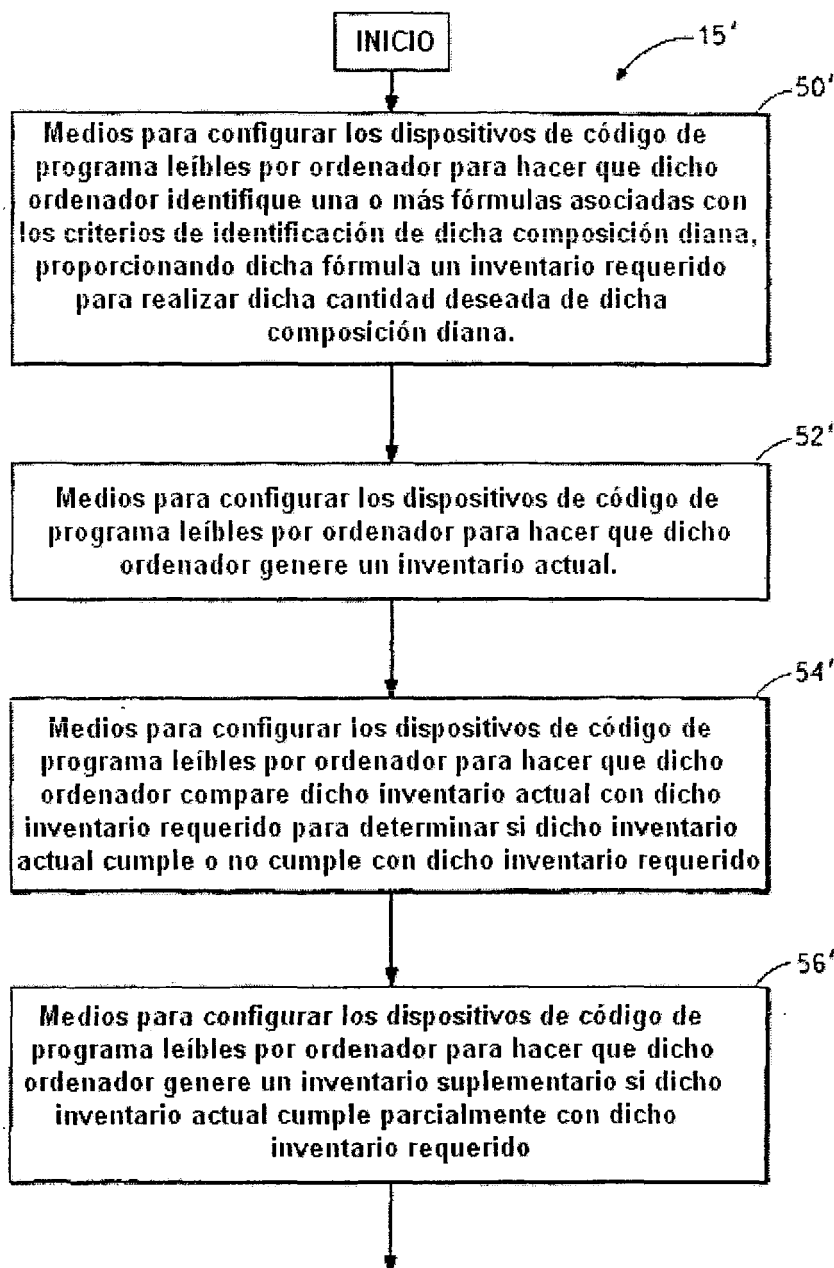 INICIO
15'
50'
Medios para configurar los dispositivos de código de
programa leíbles por ordenador para hacer que dicho
ordenador identifique una o más fórmulas asociadas con
los criterios de identificación de dicha composición diana,
proporcionando dicha fórmula un inventario requerido
para realizar dicha cantidad deseada de dicha
composición diana.
52'
Medios para configurar los dispositivos de código de
programa leíbles por ordenador para hacer que dicho
ordenador genere un inventario actual.
54'
Medios para configurar los dispositivos de código de
programa leíbles por ordenador para hacer que dicho
ordenador compare dicho inventario actual con dicho
inventario requerido para determinar si dicho inventario
actual cumple o no cumple con dicho inventario requerido
56'
Medios para configurar los dispositivos de código de
programa leíbles por ordenador para hacer que dicho
ordenador genere un inventario suplementario si dicho
inventario actual cumple parcialmente con dicho
inventario requerido